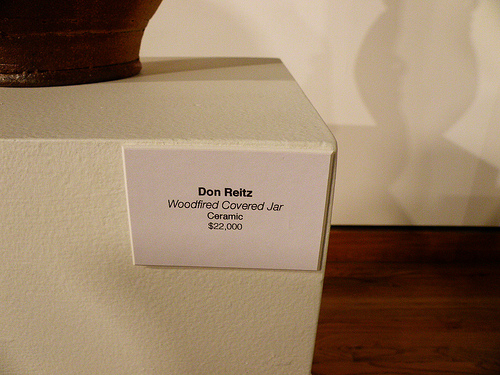 Don Reitz
Woodfired Covered Jar
Ceramic
$22,000